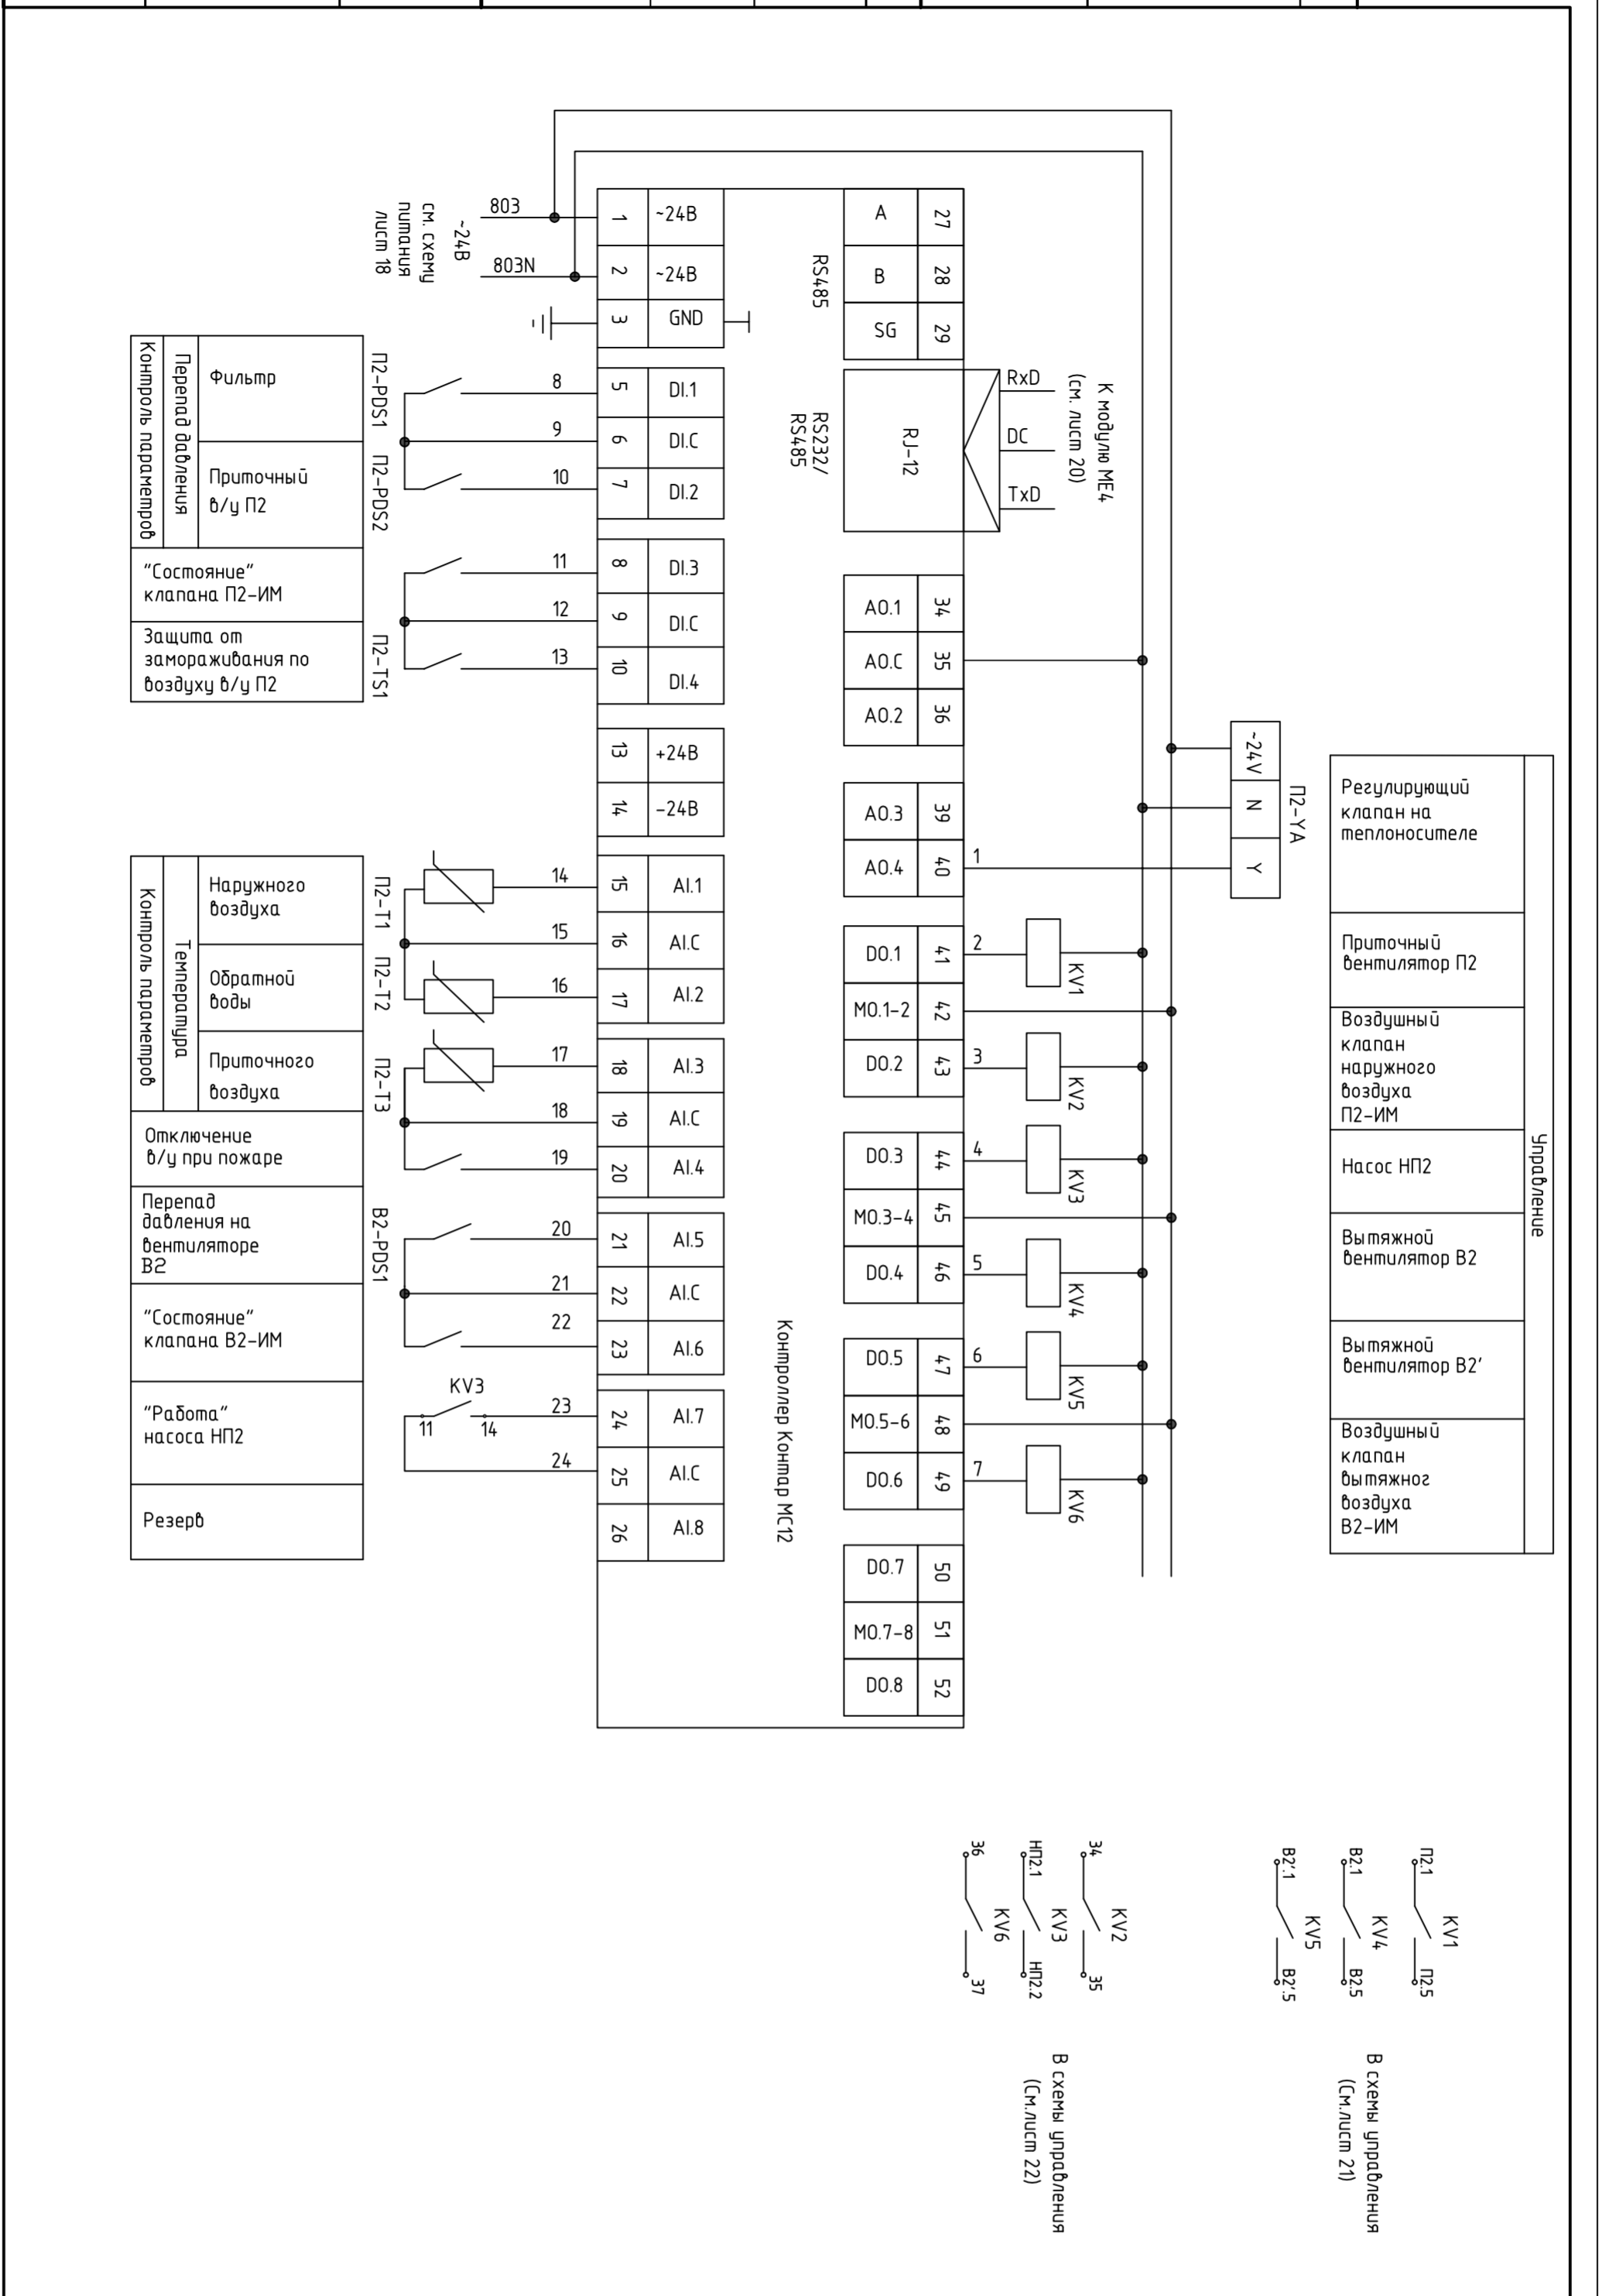 803
803N
~24В
см. схему
питания
лист 18
1
~24В
2
~24В
3
GND
5
DI.1
6
DI.C
7
DI.2
8
DI.3
9
DI.C
10
DI.4
13
+24В
14
-24В
15
AI.1
16
AI.C
17
AI.2
18
AI.3
19
AI.C
20
AI.4
21
AI.5
22
AI.C
23
AI.6
24
AI.7
25
AI.C
26
AI.8
8
9
10
11
12
13
14
15
16
17
18
19
20
21
22
23
24
KV3
11
14
П2-PDS1
П2-PDS2
П2-TS1
П2-T1
П2-T2
П2-T3
В2-PDS1
Контроль параметров
Перепад давления
Фильтр
Приточный
в/у П2
"Состояние"
клапана П2-ИМ
Защита от
замораживания по
воздуху в/у П2
Контроль параметров
Температура
Наружного
воздуха
Обратной
воды
Приточного
воздуха
Отключение
в/у при пожаре
Перепад
давления на
вентиляторе
В2
"Состояние"
клапана В2-ИМ
"Работа"
насоса НП2
Резерв
RS485
RS232/
RS485
Контроллер Контар МС12
A
27
B
28
SG
29
RJ-12
RxD
DC
TxD
К модулю МЕ4
(см. лист 20)
AO.1
34
AO.C
35
AO.2
36
AO.3
39
AO.4
40
DO.1
41
MO.1-2
42
DO.2
43
DO.3
44
MO.3-4
45
DO.4
46
DO.5
47
MO.5-6
48
DO.6
49
DO.7
50
MO.7-8
51
DO.8
52
1
2
3
4
5
6
7
KV1
KV2
KV3
KV4
KV5
KV6
~24V
N
Y
П2-YA
Управление
Регулирующий
клапан на
теплоносителе
Приточный
вентилятор П2
Воздушный
клапан
наружного
воздуха
П2-ИМ
Насос НП2
Вытяжной
вентилятор В2
Вытяжной
вентилятор В2'
Воздушный
клапан
вытяжног
воздуха
В2-ИМ
П2.1
KV1
П2.5
В2.1
KV4
В2.5
В2'.1
KV5
В2'.5
В схемы управления
(См.лист 21)
34
KV2
35
НП2.1
KV3
НП2.2
36
KV6
37
В схемы управления
(См.лист 22)